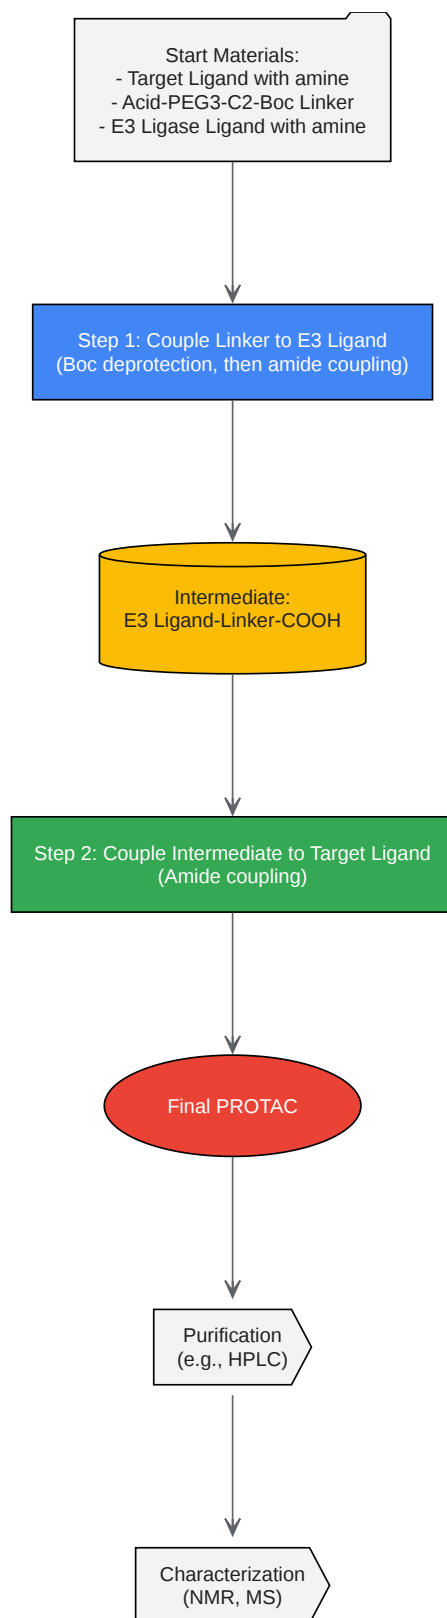 Start Materials:
- Target Ligand with amine
- Acid-PEG3-C2-Boc Linker
- E3 Ligase Ligand with amine
Step 1: Couple Linker to E3 Ligand
(Boc deprotection, then amide coupling)
Intermediate:
E3 Ligand-Linker-COOH
Step 2: Couple Intermediate to Target Ligand
(Amide coupling)
Final PROTAC
Purification
(e.g., HPLC)
Characterization
(NMR, MS)